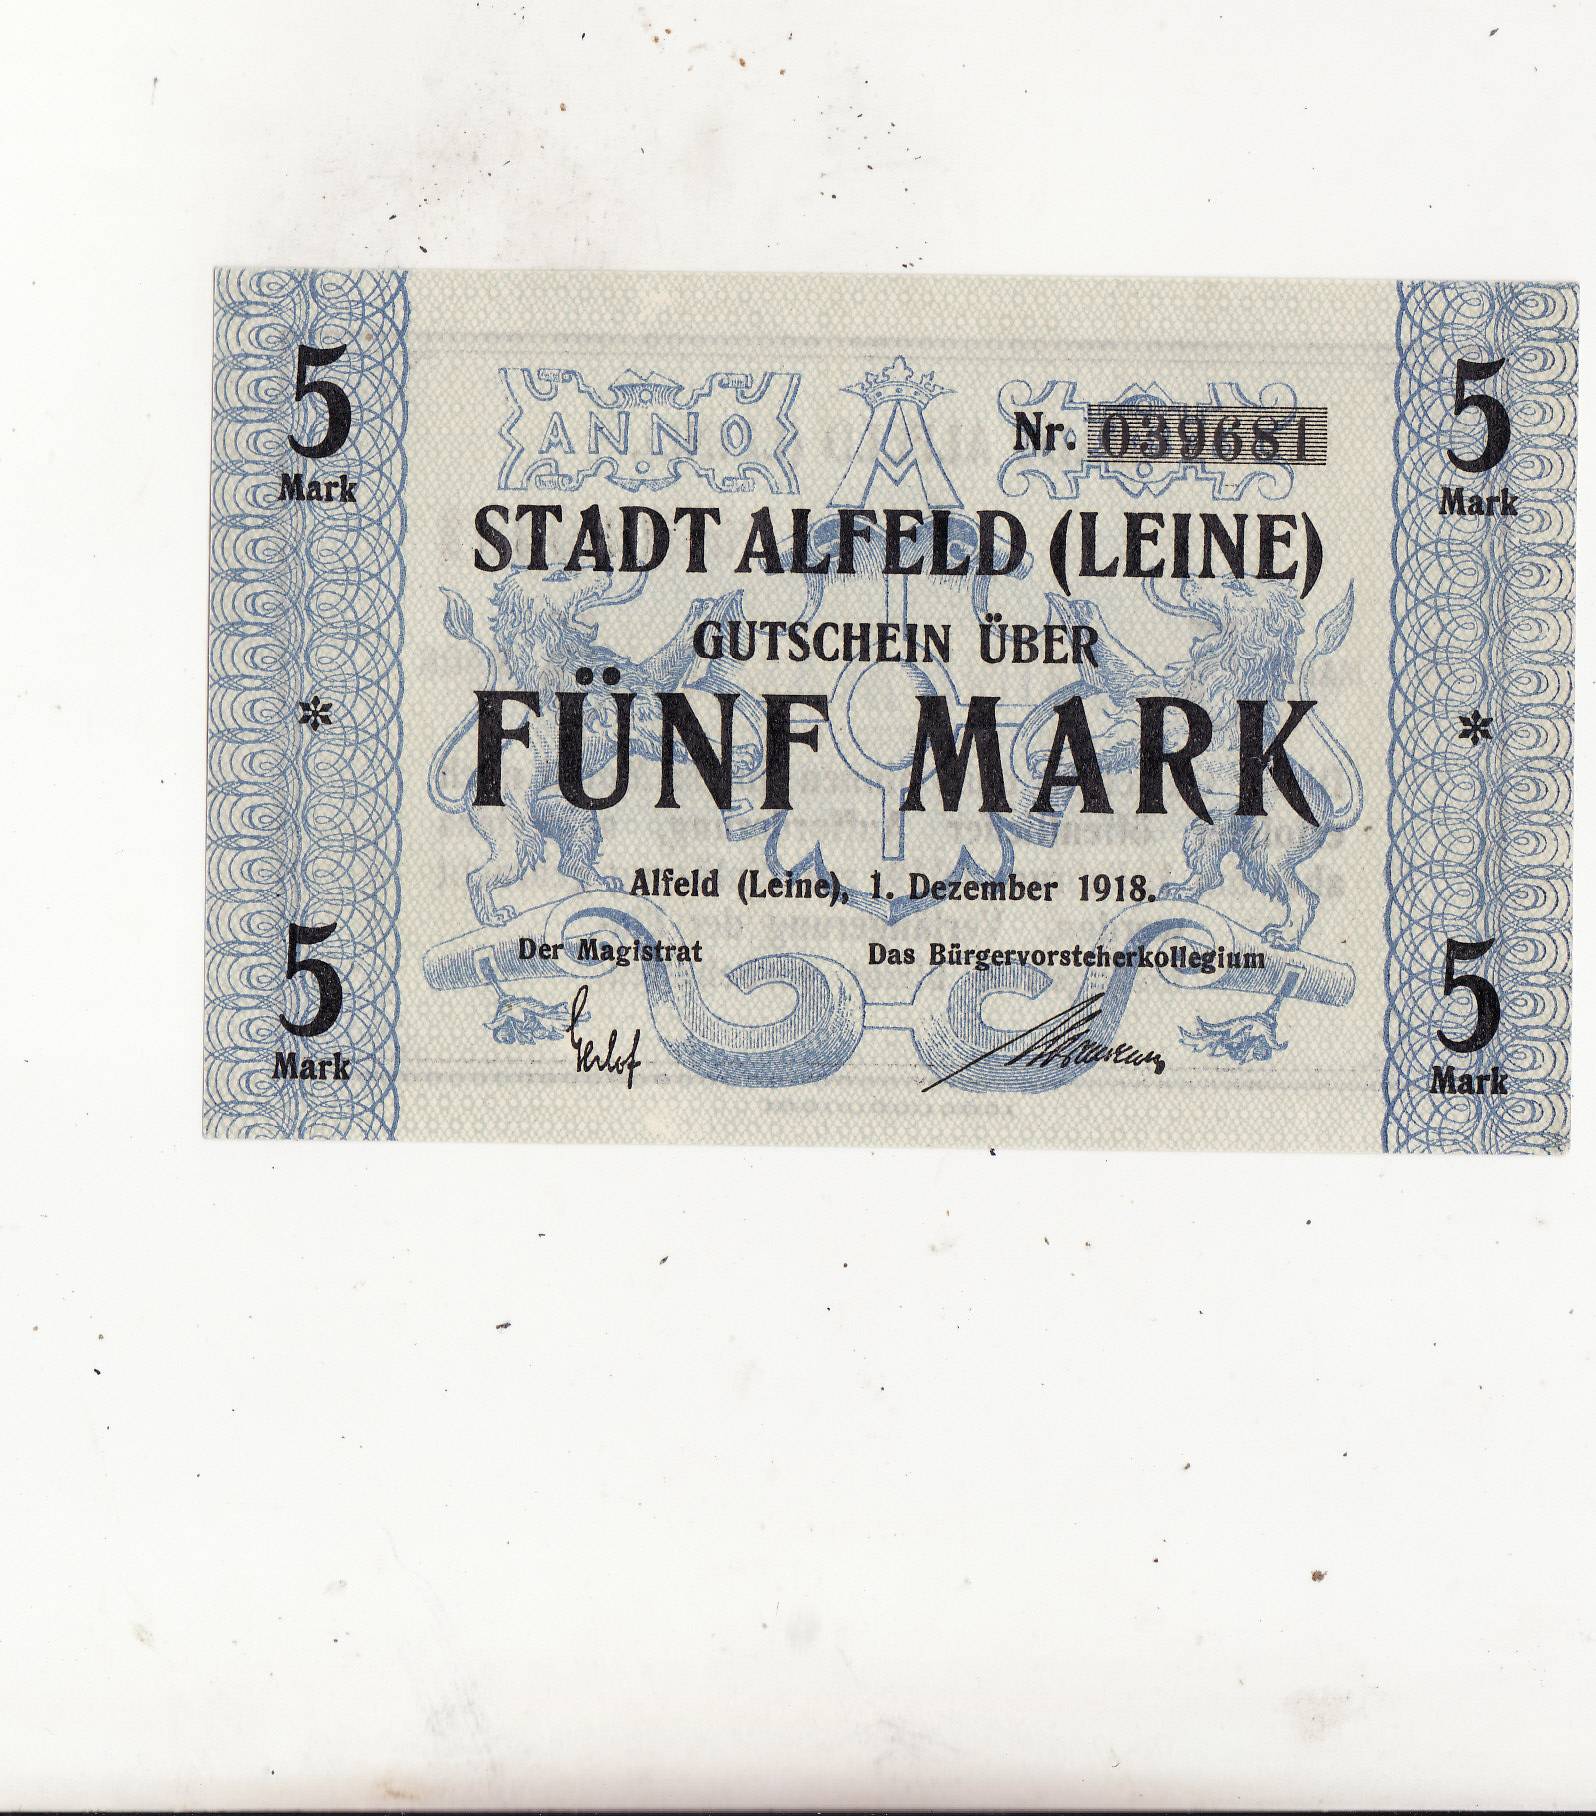 5
Mark
5
Mark
ANNO
Nr. 039681
STADT ALFELD (LEINE)
GUTSCHEIN ÜBER
FÜNF MARK
Alfeld (Leine), 1. Dezember 1918.
Der Magistrat
Das Bürgervorsteherkollegium
5
Mark
5
Mark